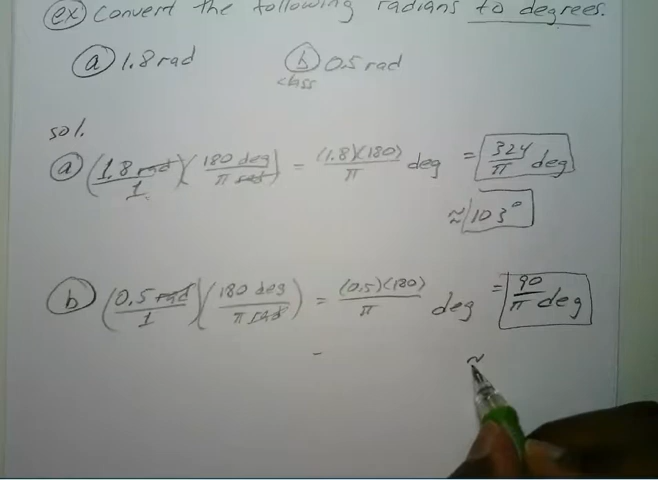 ex Convert the following radians to degrees.
a 1.8 rad b 0.5 rad
class
sol.
a (1.8 rad/1)(180 deg/π rad) = (1.8)(180)/π deg = 324/π deg
≈ 103°
b (0.5 rad/1)(180 deg/π rad) = (0.5)(180)/π deg = 90/π deg
≈